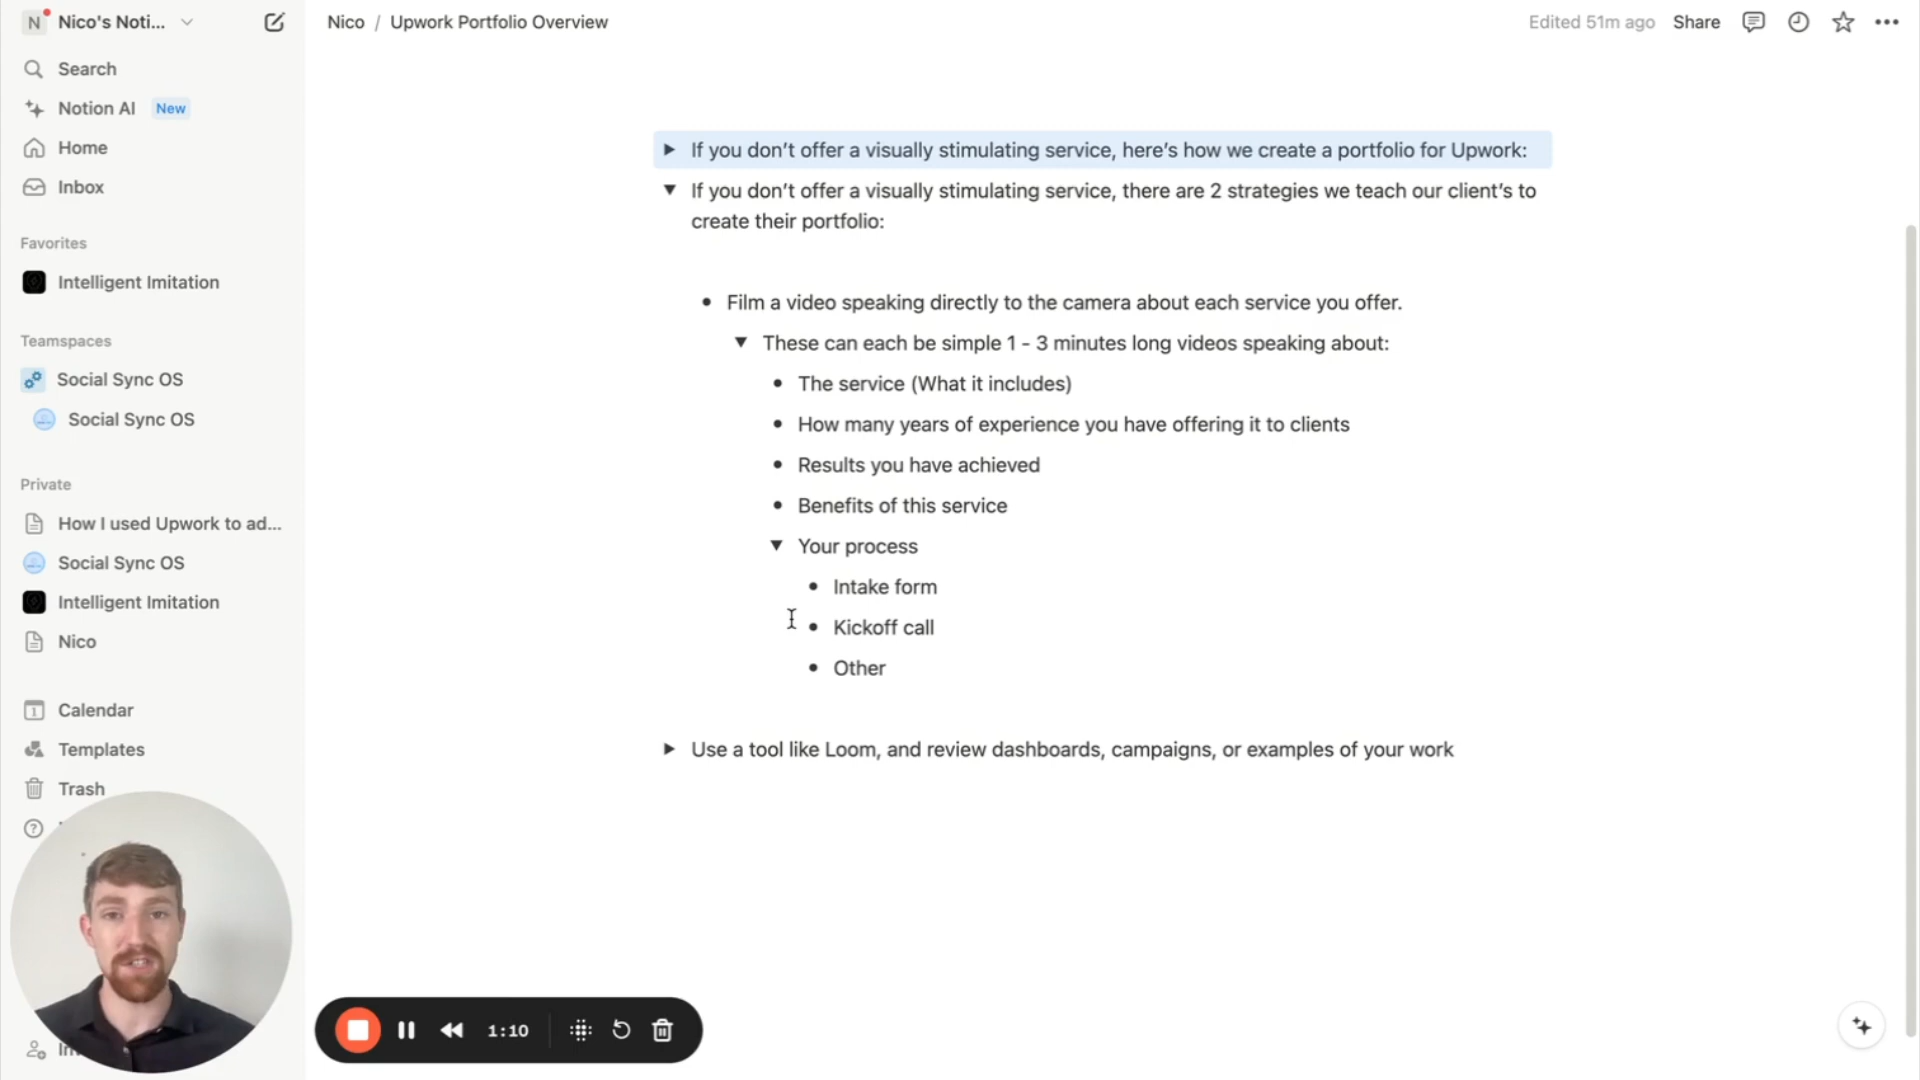 N Nico's Noti...
Nico / Upwork Portfolio Overview
Edited 51m ago Share
Search
Notion AI New
Home
Inbox
Favorites
Intelligent Imitation
Teamspaces
Social Sync OS
Social Sync OS
Private
How I used Upwork to ad...
Social Sync OS
Intelligent Imitation
Nico
Calendar
Templates
Trash
If you don't offer a visually stimulating service, here's how we create a portfolio for Upwork:
If you don't offer a visually stimulating service, there are 2 strategies we teach our client's to
create their portfolio:
Film a video speaking directly to the camera about each service you offer.
These can each be simple 1 - 3 minutes long videos speaking about:
The service (What it includes)
How many years of experience you have offering it to clients
Results you have achieved
Benefits of this service
Your process
Intake form
Kickoff call
Other
Use a tool like Loom, and review dashboards, campaigns, or examples of your work
1:10